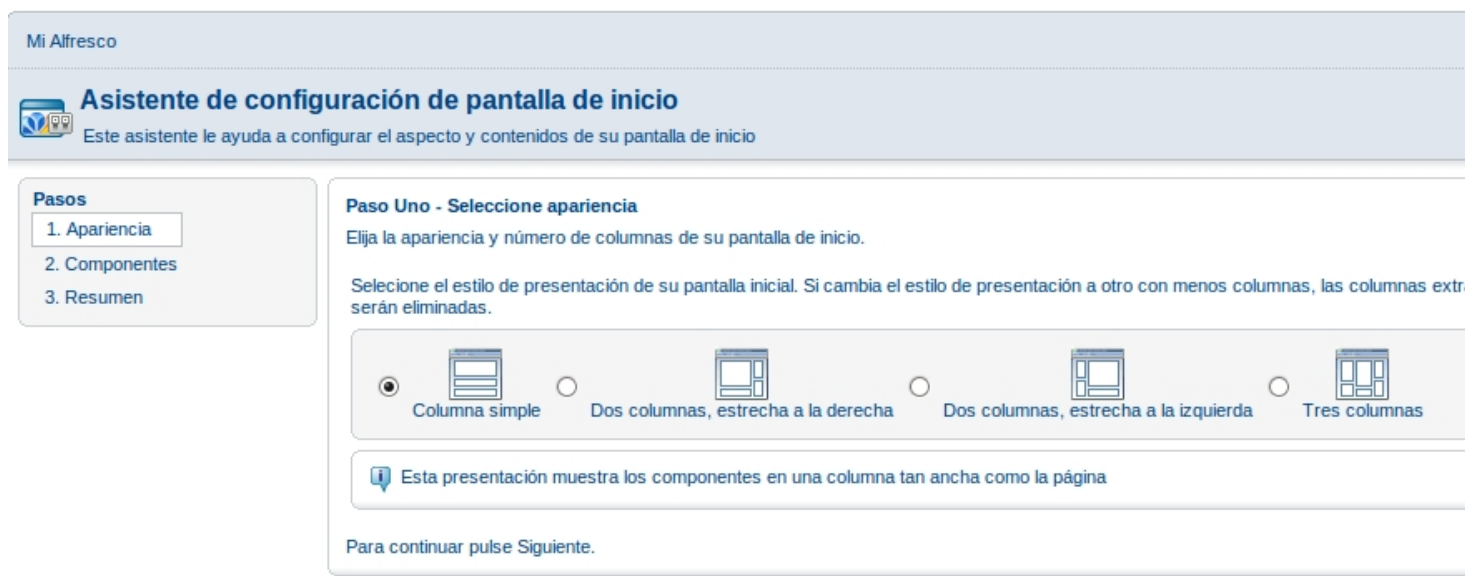 Mi Alfresco
Asistente de configuración de pantalla de inicio
Este asistente le ayuda a configurar el aspecto y contenidos de su pantalla de inicio
Pasos
1. Apariencia
2. Componentes
3. Resumen
Paso Uno - Seleccione apariencia
Elija la apariencia y número de columnas de su pantalla de inicio.
Selecione el estilo de presentación de su pantalla inicial. Si cambia el estilo de presentación a otro con menos columnas, las columnas
serán eliminadas.
Columna simple
Dos columnas, estrecha a la derecha
Dos columnas, estrecha a la izquierda
Tres columnas
Esta presentación muestra los componentes en una columna tan ancha como la página
Para continuar pulse Siguiente.